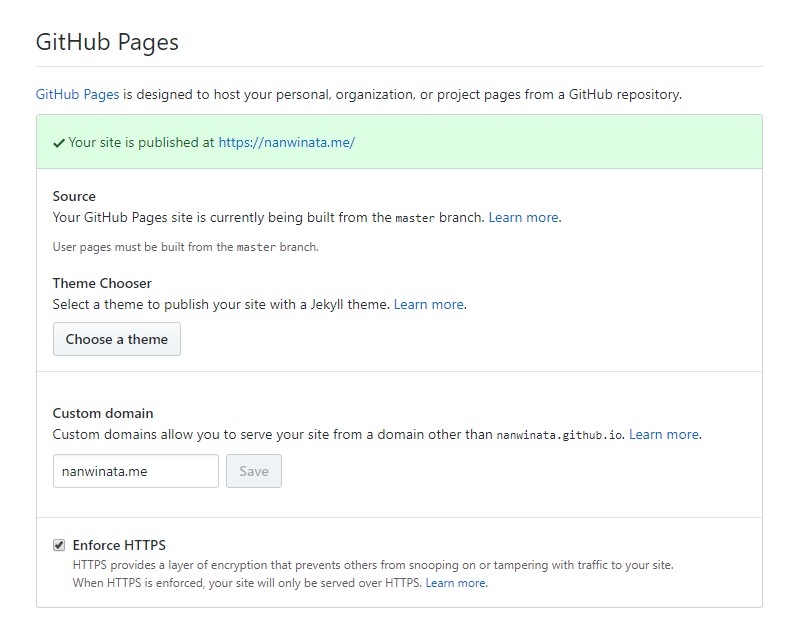 GitHub Pages
GitHub Pages is designed to host your personal, organization, or project pages from a GitHub repository.
Your site is published at https://nanwinata.me/
Source
Your GitHub Pages site is currently being built from the master branch. Learn more.
User pages must be built from the master branch.
Theme Chooser
Select a theme to publish your site with a Jekyll theme. Learn more.
Choose a theme
Custom domain
Custom domains allow you to serve your site from a domain other than nanwinata.github.io. Learn more.
nanwinata.me Save
Enforce HTTPS
HTTPS provides a layer of encryption that prevents others from snooping on or tampering with traffic to your site.
When HTTPS is enforced, your site will only be served over HTTPS. Learn more.